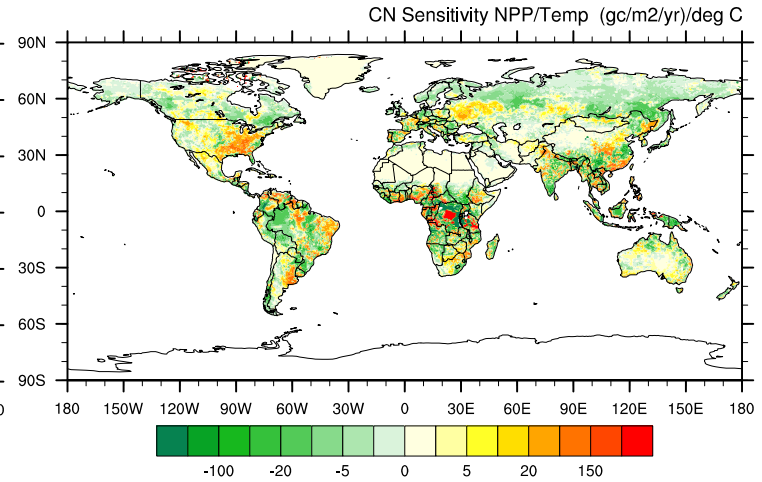 CN Sensitivity NPP/Temp (gc/m2/yr)/deg C
90N
60N
30N
0
30S
60S
90S
0
180 150W 120W 90W 60W 30W 0 30E 60E 90E 120E 150E 180
-100 -20 -5 0 5 20 150